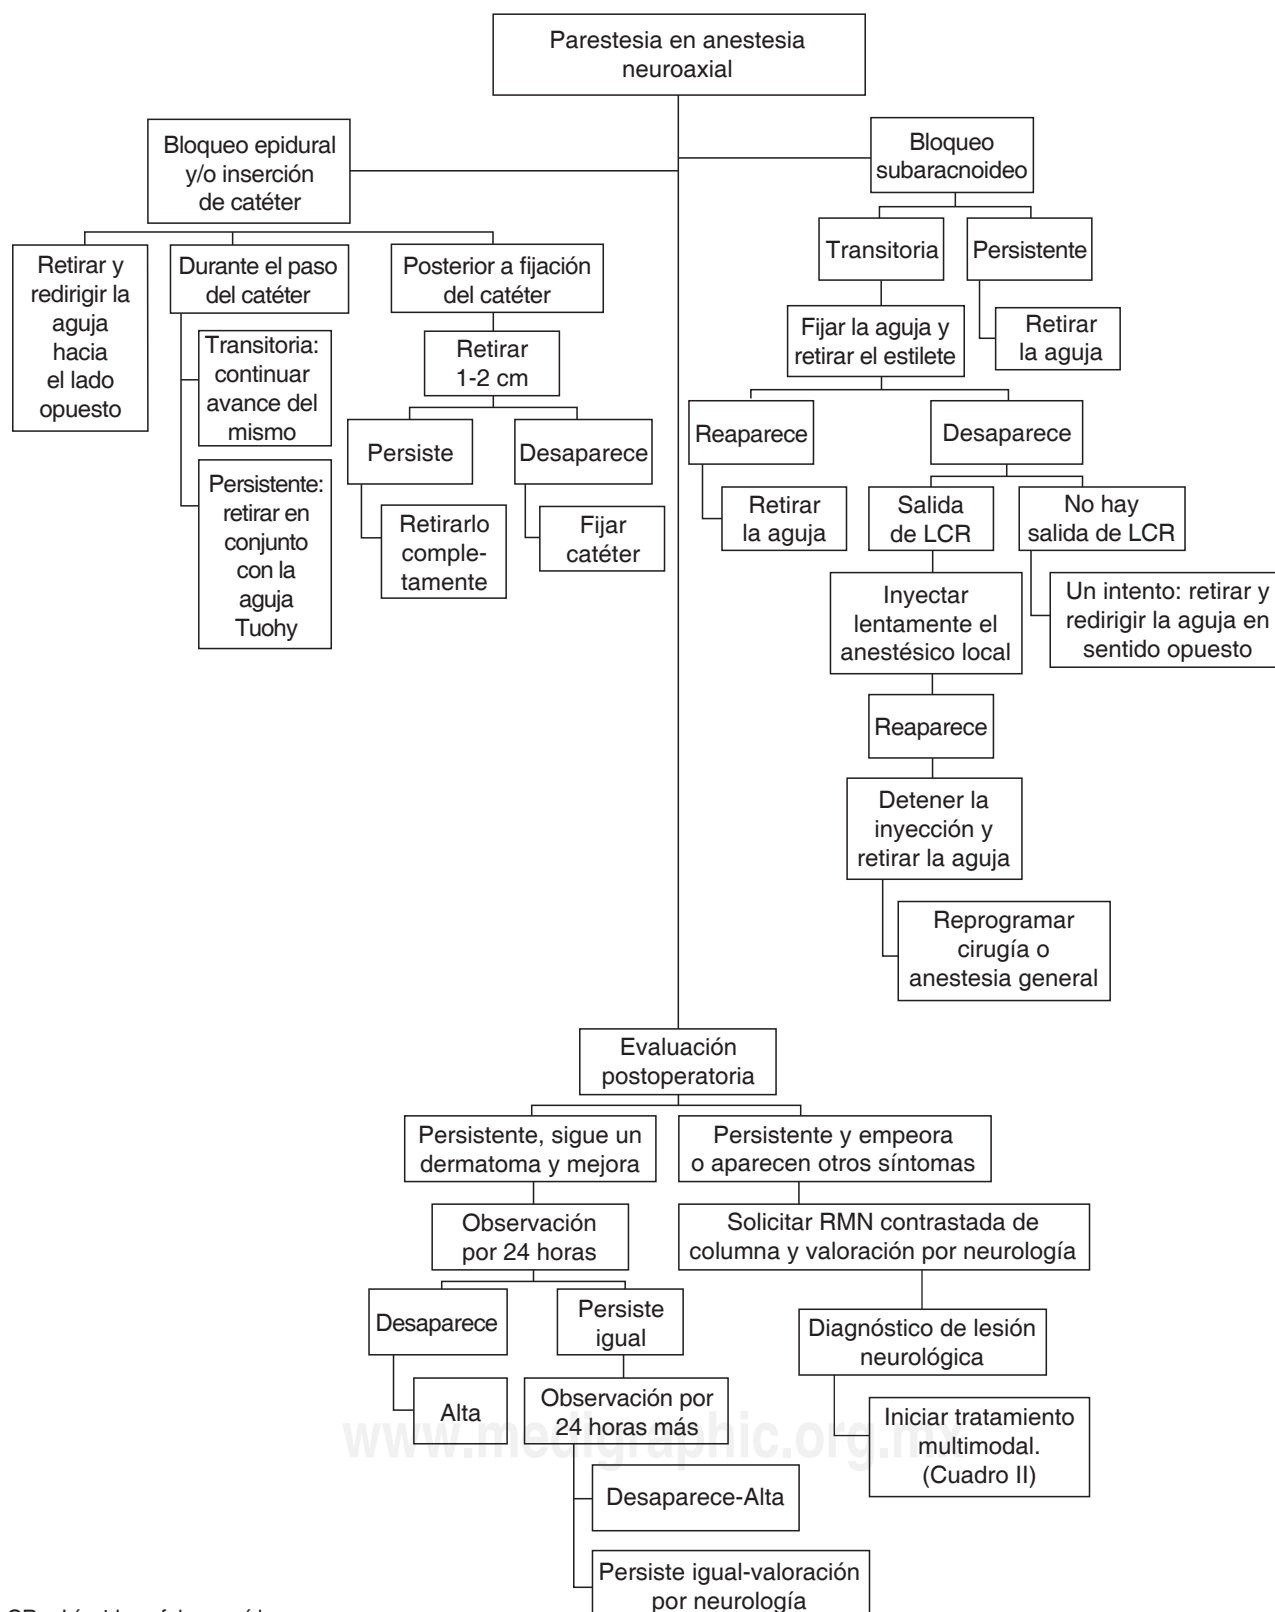 Parestesia en anestesia
neuroaxial
Bloqueo epidural
y/o inserción
de catéter
Bloqueo
subaracnoideo
Retirar y
redirigir la
aguja
hacia
el lado
opuesto
Durante el paso
del catéter
Transitoria:
continuar
avance del
mismo
Persistente:
retirar en
conjunto
con la
aguja
Tuohy
Posterior a fijación
del catéter
Retirar
1-2 cm
Persiste
Retirarlo
comple-
tamente
Desaparece
Fijar
catéter
Transitoria
Persistente
Retirar
la aguja
Fijar la aguja y
retirar el estilete
Reaparece
Retirar
la aguja
Desaparece
Salida
de LCR
No hay
salida de LCR
Un intento: retirar y
redirigir la aguja en
sentido opuesto
Inyectar
lentamente el
anestésico local
Reaparece
Detener la
inyección y
retirar la aguja
Reprogramar
cirugía o
anestesia general
Evaluación
postoperatoria
Persistente, sigue un
dermatoma y mejora
Persistente y empeora
o aparecen otros síntomas
Observación
por 24 horas
Solicitar RMN contrastada de
columna y valoración por neurología
Desaparece
Alta
Persiste
igual
Observación por
24 horas más
Desaparece-Alta
Persiste igual-valoración
por neurología
Diagnóstico de lesión
neurológica
Iniciar tratamiento
multimodal.
(Cuadro II)
www.medigraphic.org.mx